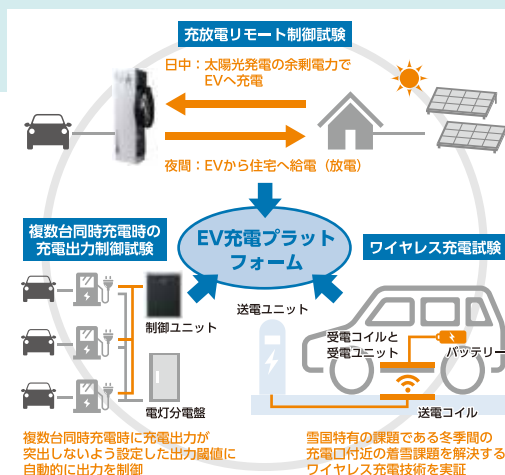 充放電リモート制御試験
日中：太陽光発電の余剰電力で
EVへ充電
夜間：EVから住宅へ給電（放電）
複数台同時充電時の
充電出力制御試験
EV充電プラット
フォーム
ワイヤレス充電試験
制御ユニット
電灯分電盤
送電ユニット
受電コイルと
受電ユニット
バッテリー
送電コイル
複数台同時充電時に充電出力が
突出しないよう設定した出力閾値に
自動的に出力を制御
雪国特有の課題である冬季間の
充電口付近の着雪課題を解決する
ワイヤレス充電技術を実証